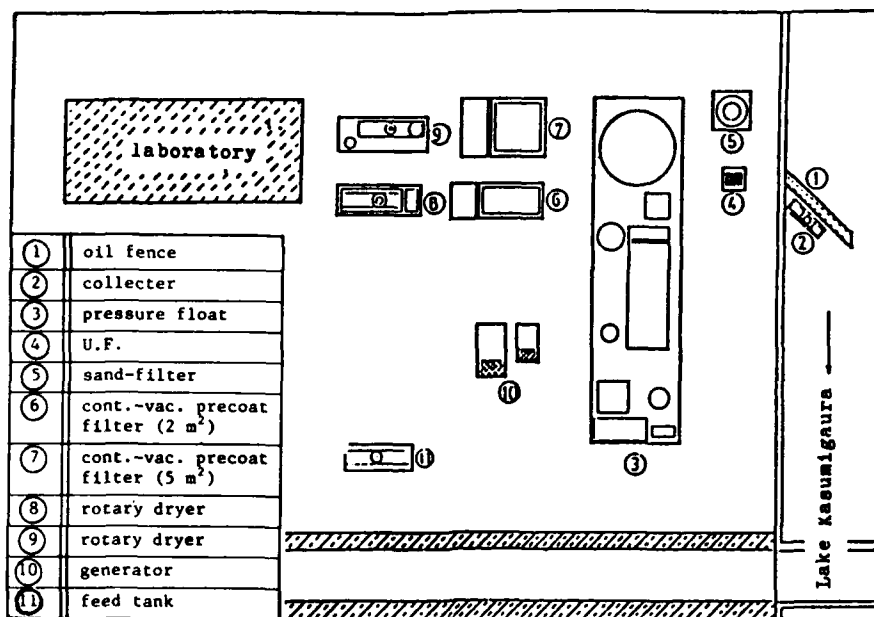 laboratory
9
7
5
8
6
4
1
2
10
11
3
Lake Kasumigaura
1 oil fence
2 collecter
3 pressure float
4 U.F.
5 sand-filter
6 cont.-vac. precoat
filter (2 m²)
7 cont.-vac. precoat
filter (5 m²)
8 rotary dryer
9 rotary dryer
10 generator
11 feed tank